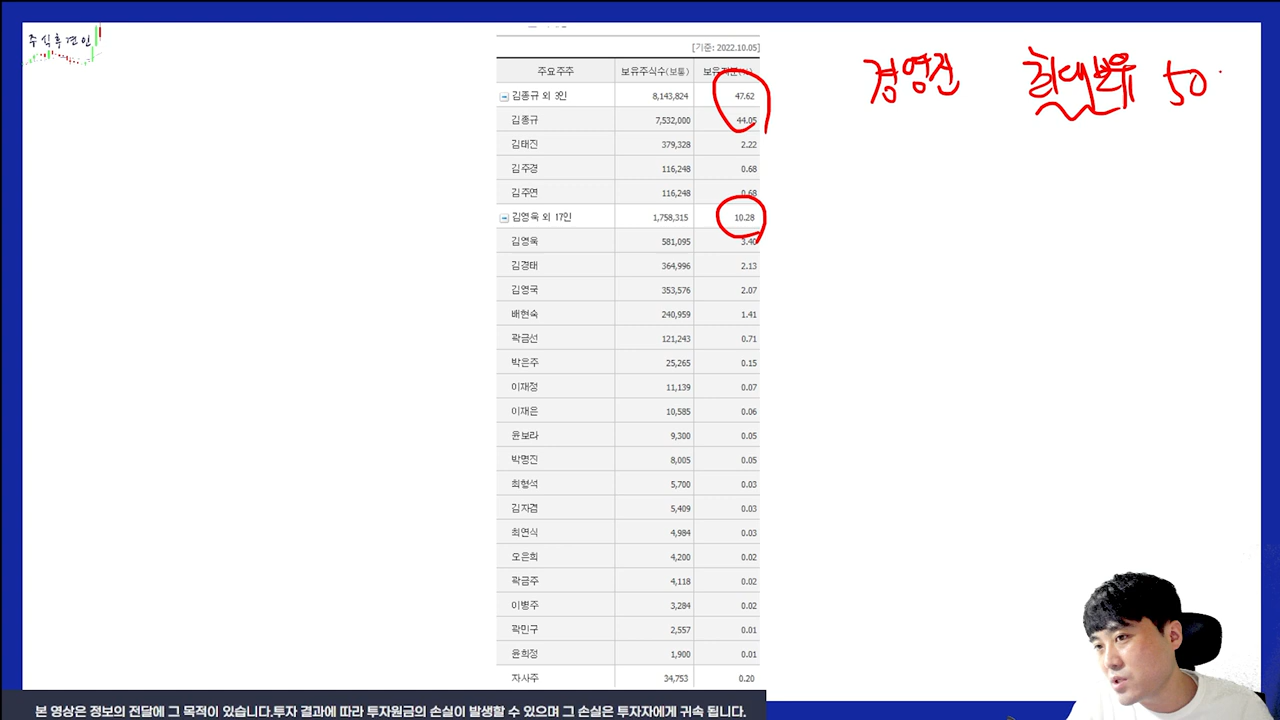 주식후견인
[기준: 2022.10.05]
경영진 최대보유 50
주요주주 보유주식수(보통) 보유지분(%)
김종규 외 3인 8,143,824 47.62
김종규 7,532,000 44.05
김태진 379,328 2.22
김주경 116,248 0.68
김주연 116,248 0.68
김영욱 외 17인 1,758,315 10.28
김영욱 581,095 3.40
김경태 364,996 2.13
김영국 353,576 2.07
배현숙 240,959 1.41
곽금선 121,243 0.71
박은주 25,265 0.15
이재정 11,139 0.07
이재은 10,585 0.06
윤보라 9,300 0.05
박명진 8,005 0.05
최형석 5,700 0.03
김자겸 5,409 0.03
최연식 4,984 0.03
오은희 4,200 0.02
곽금주 4,118 0.02
이병주 3,284 0.02
곽민구 2,557 0.01
윤희정 1,900 0.01
자사주 34,753 0.20
본 영상은 정보의 전달에 그 목적이 있습니다.투자 결과에 따라 투자원금의 손실이 발생할 수 있으며 그 손실은 투자자에게 귀속 됩니다.